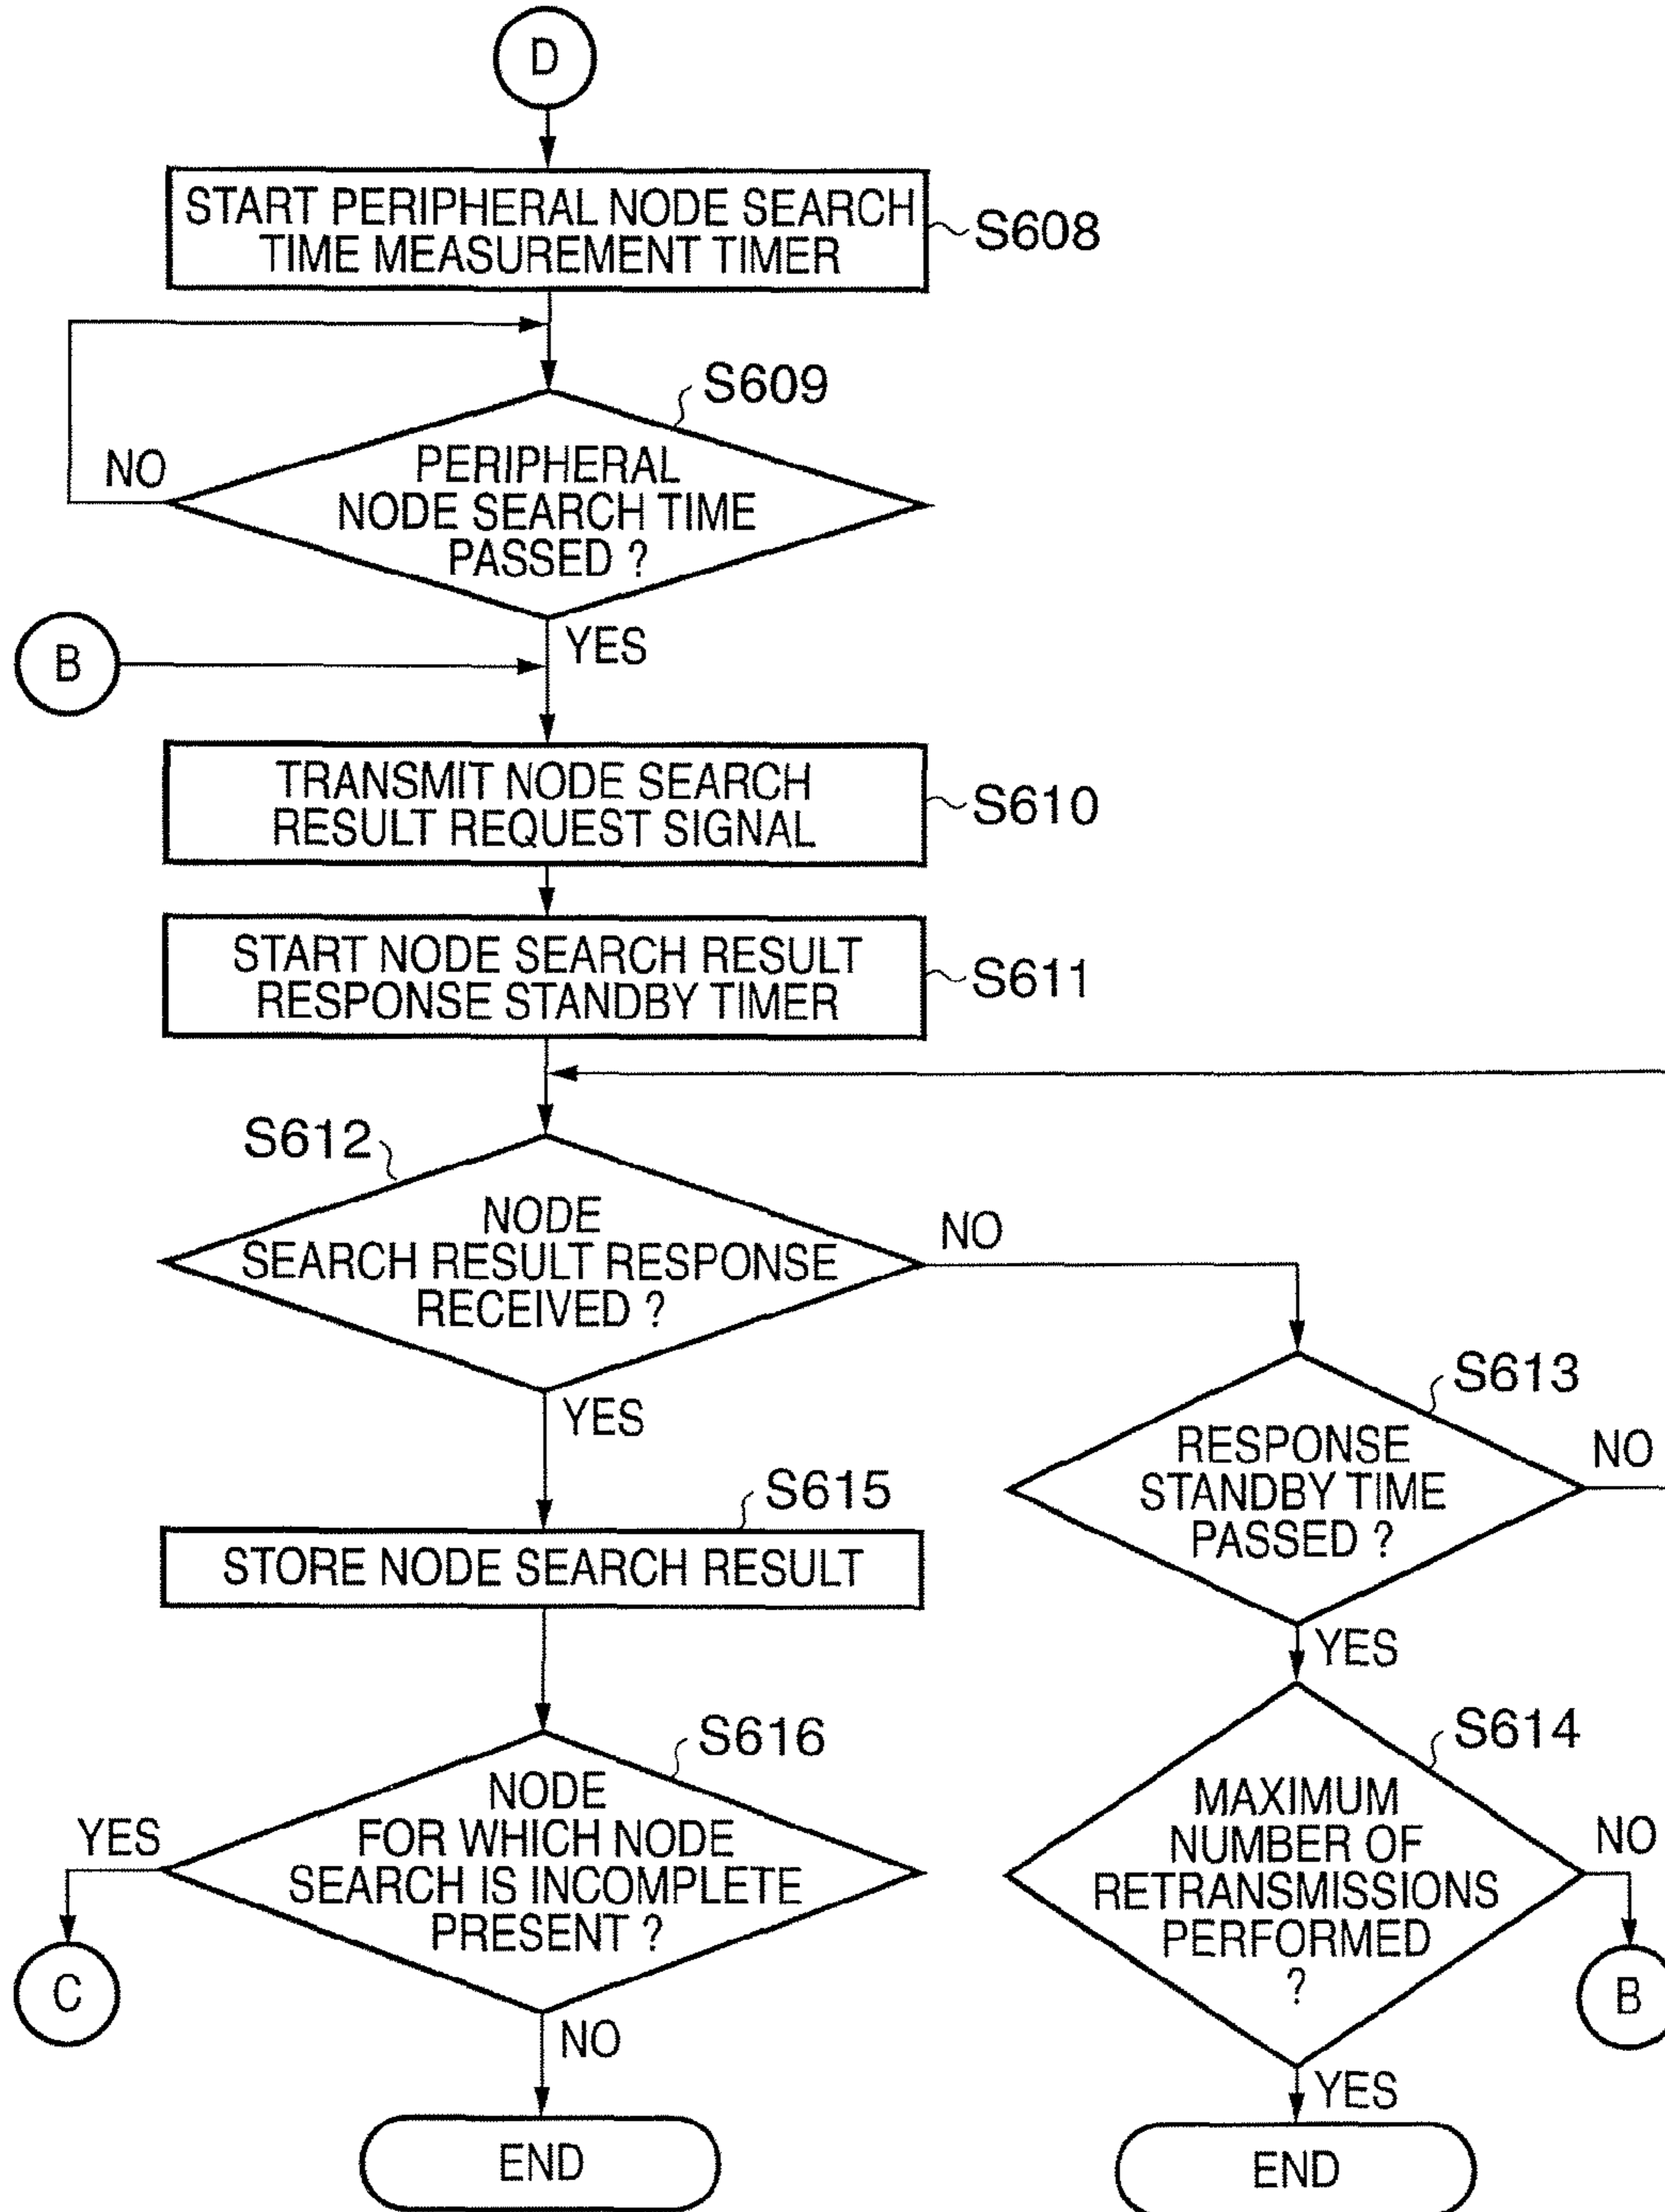 D
START PERIPHERAL NODE SEARCH
TIME MEASUREMENT TIMER
S608
S609
NO
PERIPHERAL
NODE SEARCH TIME
PASSED ?
YES
B
TRANSMIT NODE SEARCH
RESULT REQUEST SIGNAL
S610
START NODE SEARCH RESULT
RESPONSE STANDBY TIMER
S611
S612
NODE
SEARCH RESULT RESPONSE
RECEIVED ?
NO
YES
S613
RESPONSE
STANDBY TIME
PASSED ?
NO
YES
S615
STORE NODE SEARCH RESULT
S616
NODE
FOR WHICH NODE
SEARCH IS INCOMPLETE
PRESENT ?
YES
C
NO
END
S614
MAXIMUM
NUMBER OF
RETRANSMISSIONS
PERFORMED
?
NO
B
YES
END